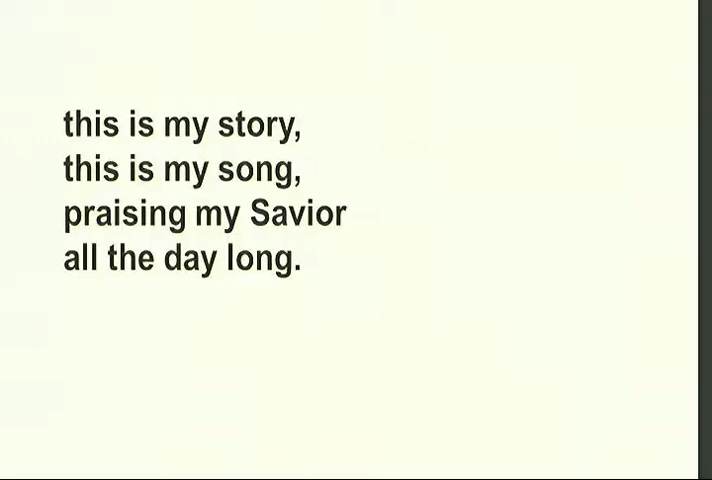 this is my story,
this is my song,
praising my Savior
all the day long.